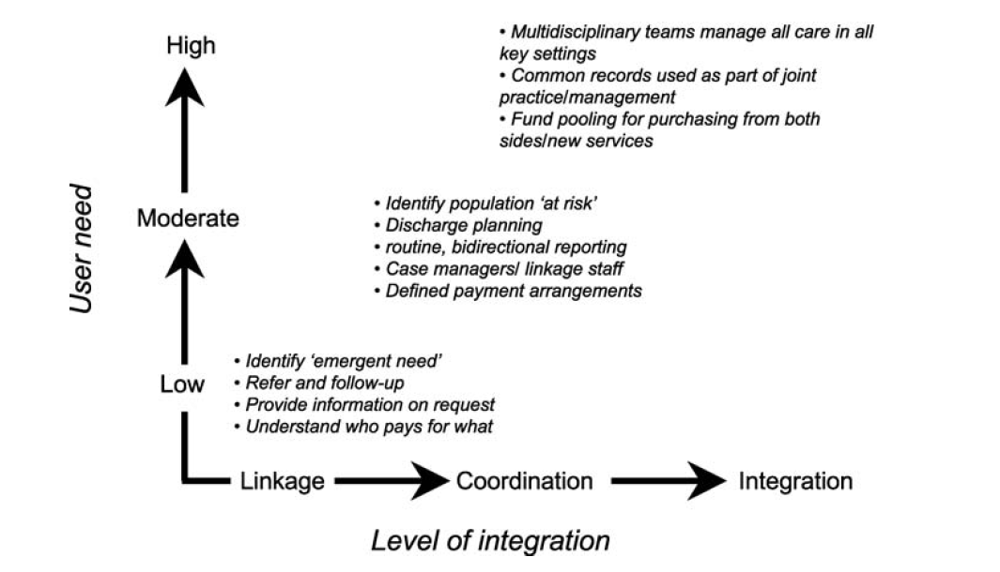 High
• Multidisciplinary teams manage all care in all
key settings
• Common records used as part of joint
practice/management
• Fund pooling for purchasing from both
sides/new services
User need
Moderate
• Identify population ‘at risk’
• Discharge planning
• routine, bidirectional reporting
• Case managers/ linkage staff
• Defined payment arrangements
Low
• Identify ‘emergent need’
• Refer and follow-up
• Provide information on request
• Understand who pays for what
Linkage
Coordination
Integration
Level of integration